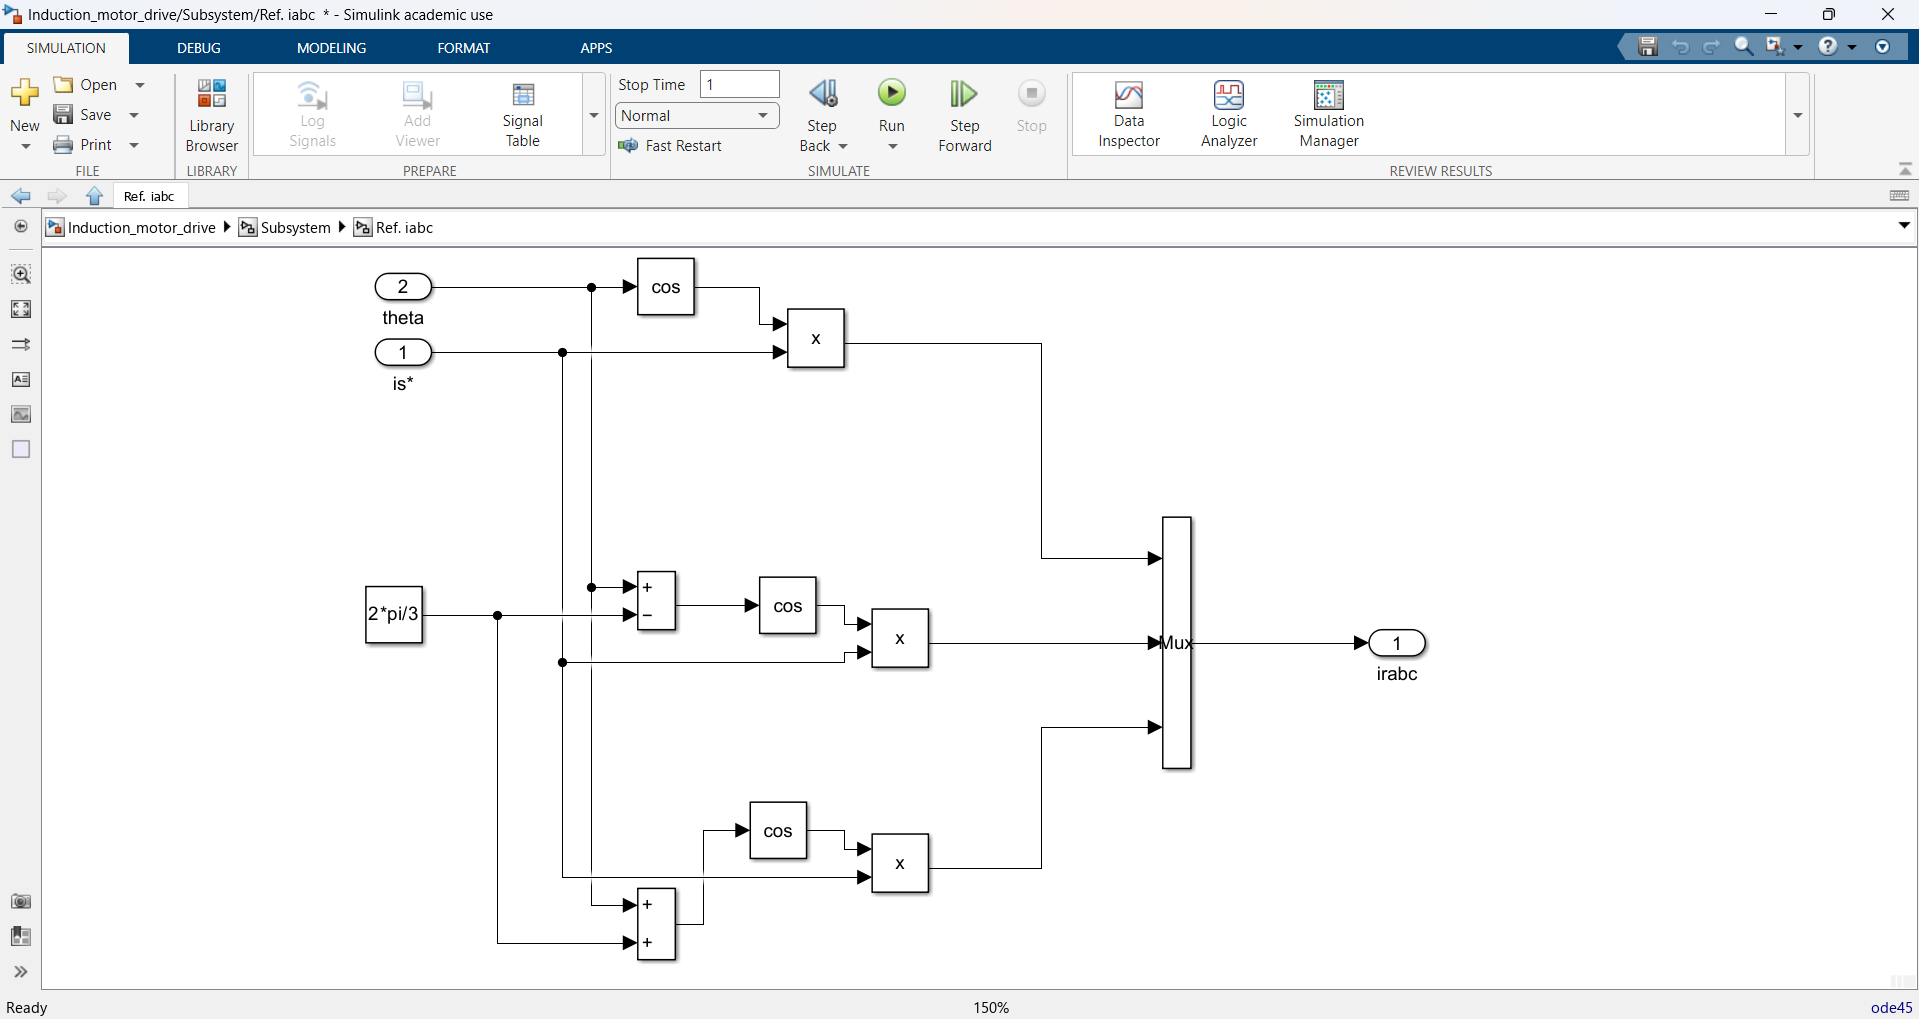 Induction_motor_drive/Subsystem/Ref. iabc * - Simulink academic use
SIMULATION
DEBUG
MODELING
FORMAT
APPS
New
Open
Save
Print
FILE
Library
Browser
LIBRARY
Log
Signals
Add
Viewer
Signal
Table
PREPARE
Stop Time
1
Normal
Fast Restart
Step
Back
Run
Step
Forward
Stop
SIMULATE
Data
Inspector
Logic
Analyzer
Simulation
Manager
REVIEW RESULTS
Ref. iabc
Induction_motor_drive
Subsystem
Ref. iabc
2
theta
cos
x
1
is*
2*pi/3
+
−
cos
x
Mux
1
irabc
cos
x
+
+
Ready
150%
ode45